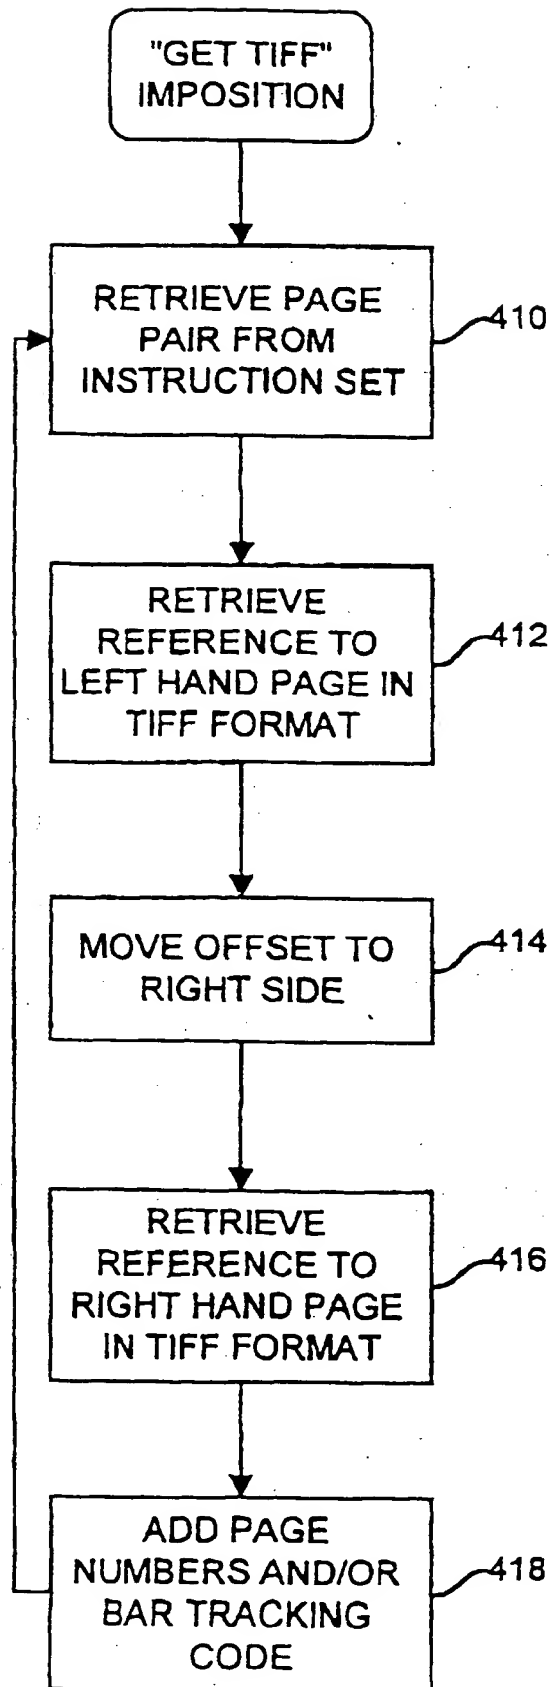 "GET TIFF"
IMPOSITION
RETRIEVE PAGE
PAIR FROM
INSTRUCTION SET
410
RETRIEVE
REFERENCE TO
LEFT HAND PAGE IN
TIFF FORMAT
412
MOVE OFFSET TO
RIGHT SIDE
414
RETRIEVE
REFERENCE TO
RIGHT HAND PAGE
IN TIFF FORMAT
416
ADD PAGE
NUMBERS AND/OR
BAR TRACKING
CODE
418